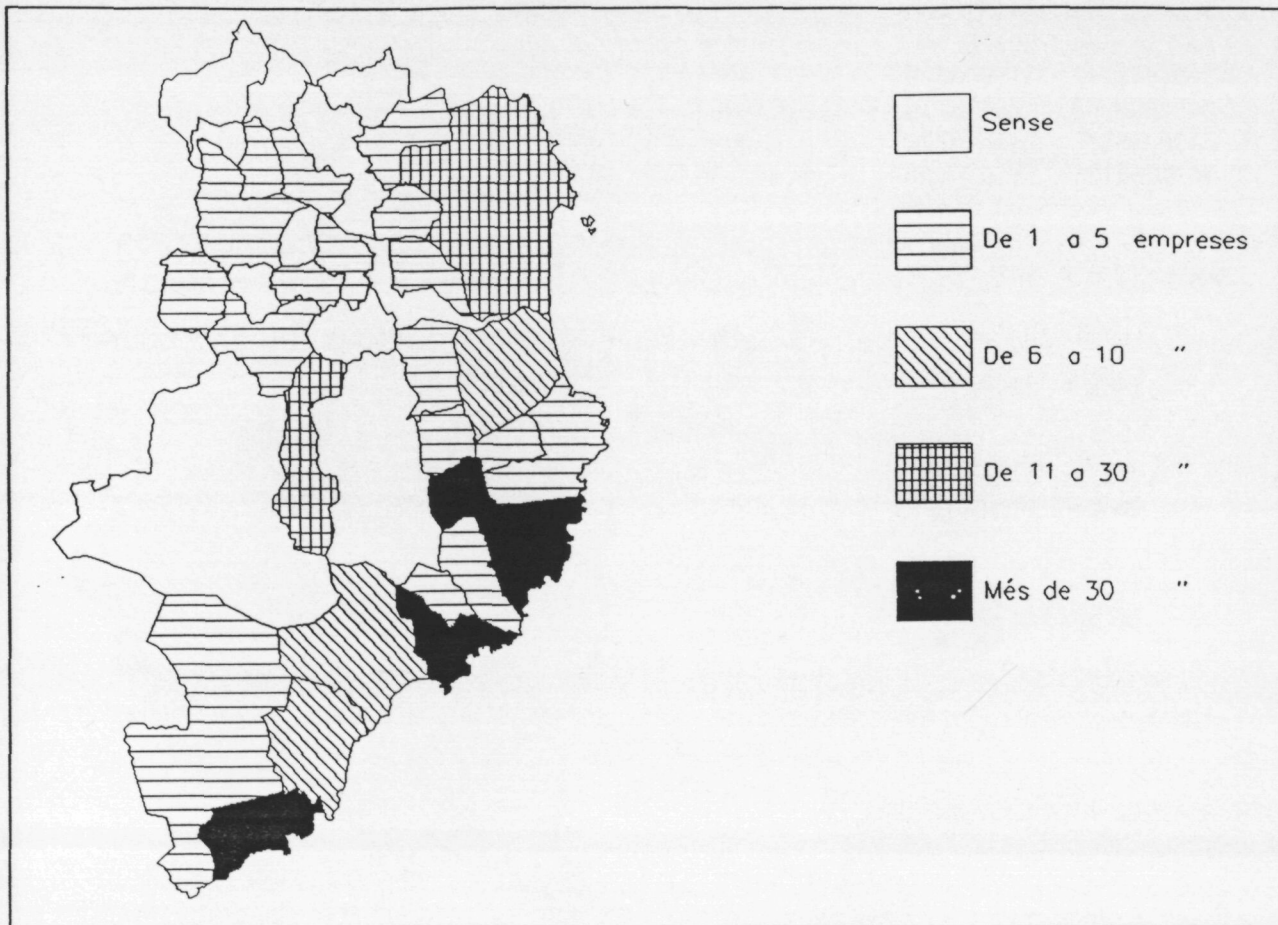 Sense
De 1 a 5 empreses
De 6 a 10 "
De 11 a 30 "
Més de 30 "